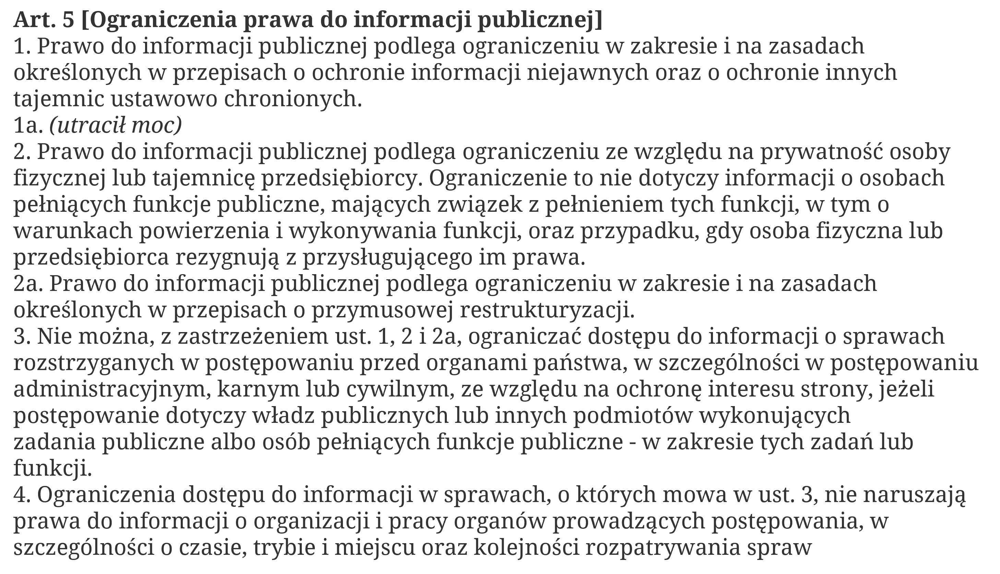 Art. 5 [Ograniczenia prawa do informacji publicznej]
1. Prawo do informacji publicznej podlega ograniczeniu w zakresie i na zasadach
określonych w przepisach o ochronie informacji niejawnych oraz o ochronie innych
tajemnic ustawowo chronionych.
1a. (utracił moc)
2. Prawo do informacji publicznej podlega ograniczeniu ze względu na prywatność osoby
fizycznej lub tajemnicę przedsiębiorcy. Ograniczenie to nie dotyczy informacji o osobach
pełniących funkcje publiczne, mających związek z pełnieniem tych funkcji, w tym o
warunkach powierzenia i wykonywania funkcji, oraz przypadku, gdy osoba fizyczna lub
przedsiębiorca rezygnują z przysługującego im prawa.
2a. Prawo do informacji publicznej podlega ograniczeniu w zakresie i na zasadach
określonych w przepisach o przymusowej restrukturyzacji.
3. Nie można, z zastrzeżeniem ust. 1, 2 i 2a, ograniczać dostępu do informacji o sprawach
rozstrzyganych w postępowaniu przed organami państwa, w szczególności w postępowaniu
administracyjnym, karnym lub cywilnym, ze względu na ochronę interesu strony, jeżeli
postępowanie dotyczy władz publicznych lub innych podmiotów wykonujących
zadania publiczne albo osób pełniących funkcje publiczne - w zakresie tych zadań lub
funkcji.
4. Ograniczenia dostępu do informacji w sprawach, o których mowa w ust. 3, nie naruszają
prawa do informacji o organizacji i pracy organów prowadzących postępowania, w
szczególności o czasie, trybie i miejscu oraz kolejności rozpatrywania spraw